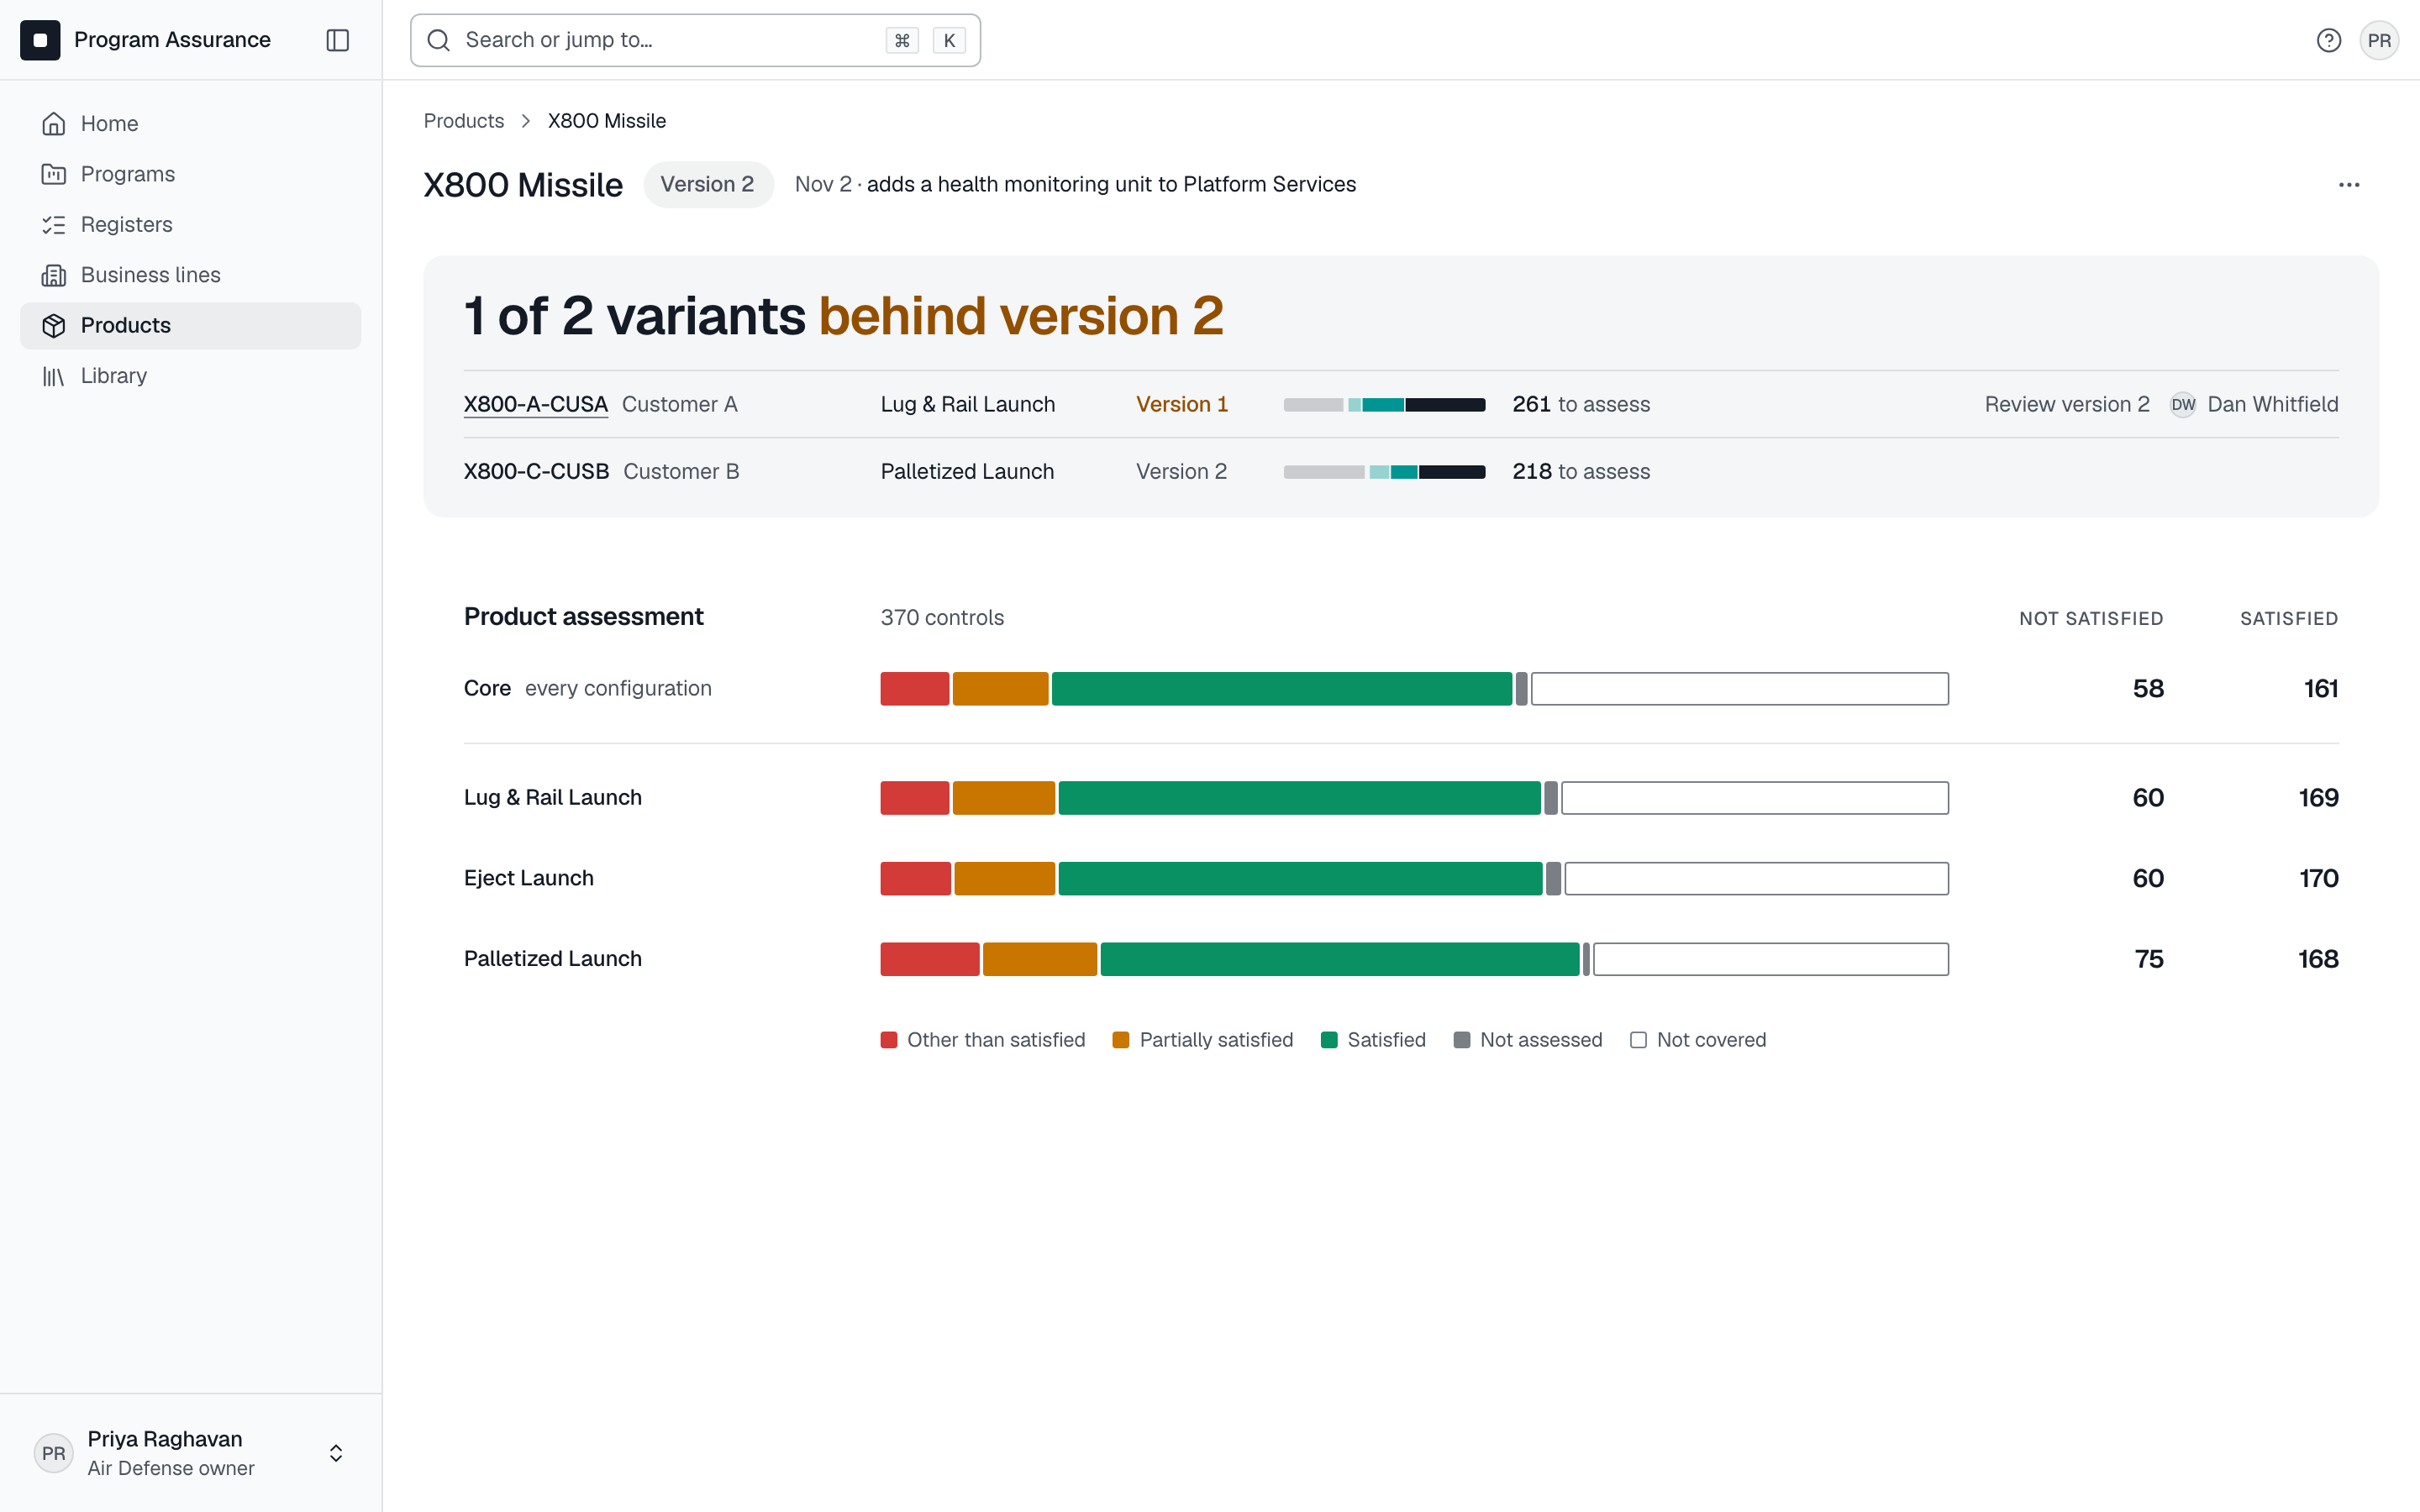 Program Assurance
Search or jump to... ⌘ K
PR
Home
Programs
Registers
Business lines
Products
Library
Products > X800 Missile
X800 Missile Version 2 Nov 2 · adds a health monitoring unit to Platform Services
1 of 2 variants behind version 2
X800-A-CUSA Customer A Lug & Rail Launch Version 1 261 to assess Review version 2 DW Dan Whitfield
X800-C-CUSB Customer B Palletized Launch Version 2 218 to assess
Product assessment 370 controls NOT SATISFIED SATISFIED
Core every configuration 58 161
Lug & Rail Launch 60 169
Eject Launch 60 170
Palletized Launch 75 168
Other than satisfied Partially satisfied Satisfied Not assessed Not covered
PR Priya Raghavan
Air Defense owner